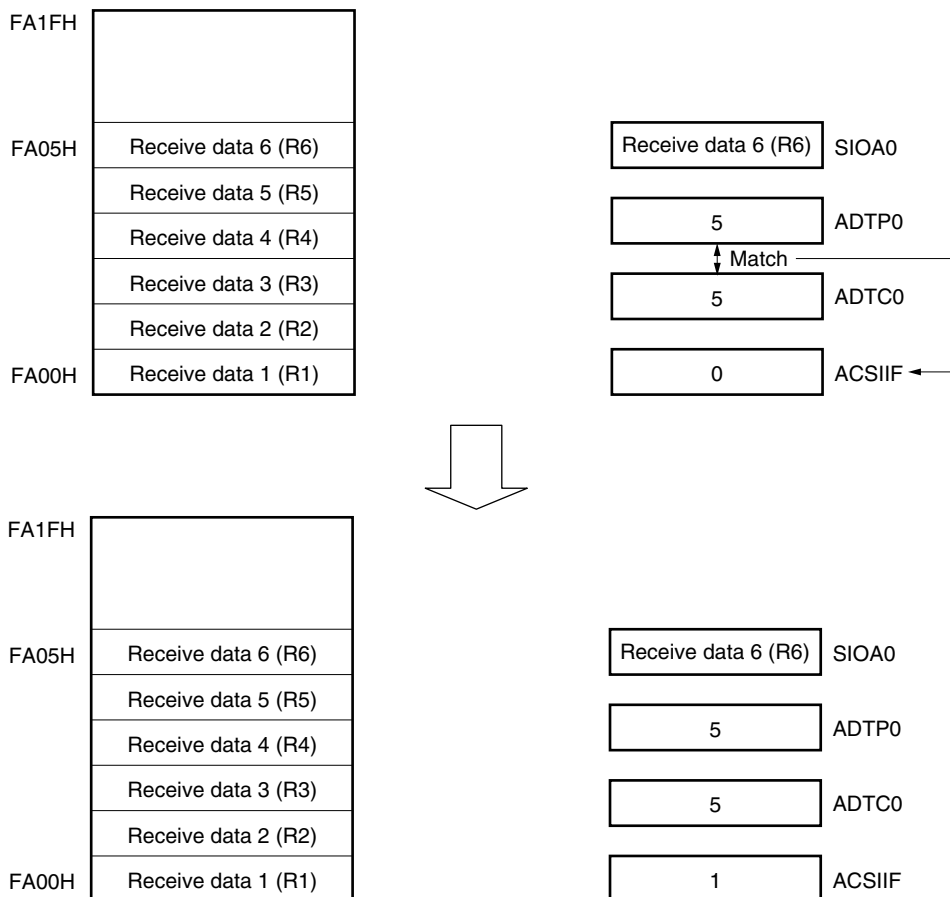 FA1FH
FA05H Receive data 6 (R6) Receive data 6 (R6) SIOA0
Receive data 5 (R5)
5 ADTP0
Receive data 4 (R4)
Match
Receive data 3 (R3)
5 ADTC0
Receive data 2 (R2)
FA00H Receive data 1 (R1) 0 ACSIIF
FA1FH
FA05H Receive data 6 (R6) Receive data 6 (R6) SIOA0
Receive data 5 (R5)
5 ADTP0
Receive data 4 (R4)
Receive data 3 (R3)
5 ADTC0
Receive data 2 (R2)
FA00H Receive data 1 (R1) 1 ACSIIF